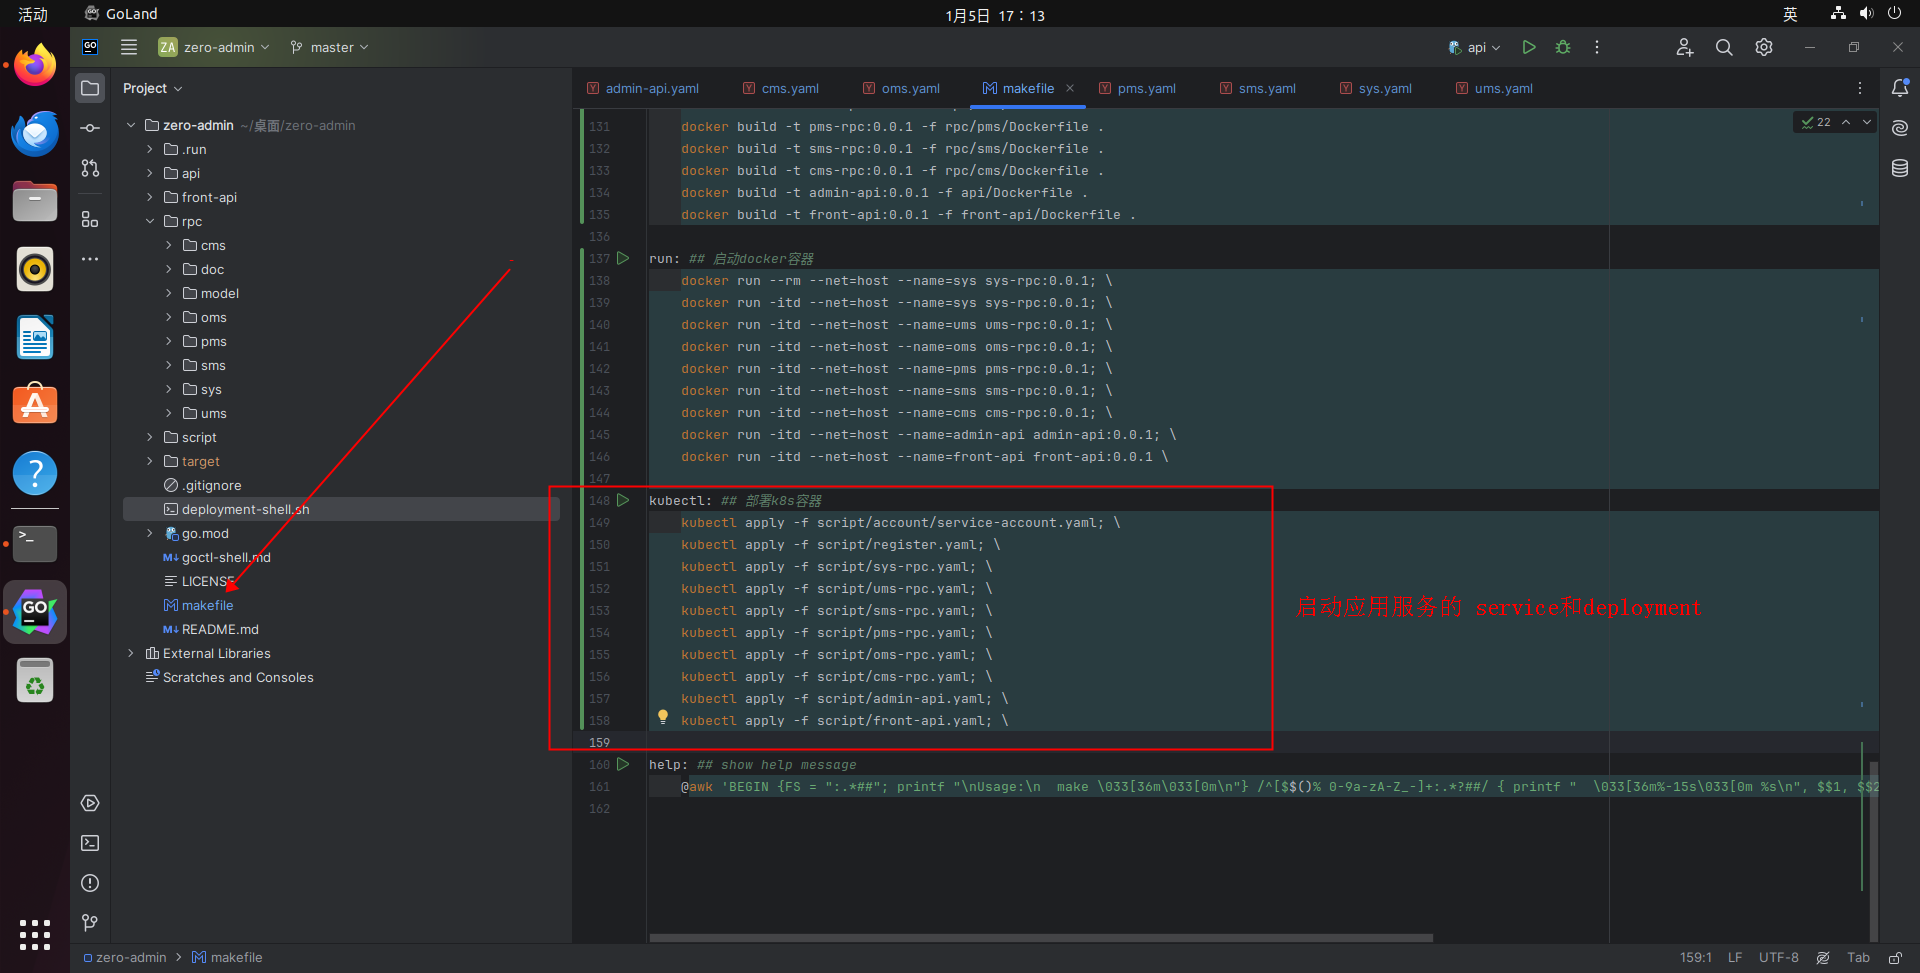 活动
GoLand
1月5日 17：13
英
GO
ZA zero-admin
master
api
Project
admin-api.yaml
cms.yaml
oms.yaml
makefile
pms.yaml
sms.yaml
sys.yaml
ums.yaml
zero-admin ~/桌面/zero-admin
.run
api
front-api
rpc
cms
doc
model
oms
pms
sms
sys
ums
script
target
.gitignore
deployment-shell.sh
go.mod
M↓ goctl-shell.md
LICENSE
makefile
M↓ README.md
External Libraries
Scratches and Consoles
22
131 docker build -t pms-rpc:0.0.1 -f rpc/pms/Dockerfile .
132 docker build -t sms-rpc:0.0.1 -f rpc/sms/Dockerfile .
133 docker build -t cms-rpc:0.0.1 -f rpc/cms/Dockerfile .
134 docker build -t admin-api:0.0.1 -f api/Dockerfile .
135 docker build -t front-api:0.0.1 -f front-api/Dockerfile .
136
137 run: ## 启动docker容器
138 docker run --rm --net=host --name=sys sys-rpc:0.0.1; \
139 docker run -itd --net=host --name=sys sys-rpc:0.0.1; \
140 docker run -itd --net=host --name=ums ums-rpc:0.0.1; \
141 docker run -itd --net=host --name=oms oms-rpc:0.0.1; \
142 docker run -itd --net=host --name=pms pms-rpc:0.0.1; \
143 docker run -itd --net=host --name=sms sms-rpc:0.0.1; \
144 docker run -itd --net=host --name=cms cms-rpc:0.0.1; \
145 docker run -itd --net=host --name=admin-api admin-api:0.0.1; \
146 docker run -itd --net=host --name=front-api front-api:0.0.1 \
147
148 kubectl: ## 部署k8s容器
149 kubectl apply -f script/account/service-account.yaml; \
150 kubectl apply -f script/register.yaml; \
151 kubectl apply -f script/sys-rpc.yaml; \
152 kubectl apply -f script/ums-rpc.yaml; \
153 kubectl apply -f script/sms-rpc.yaml; \
154 kubectl apply -f script/pms-rpc.yaml; \
155 kubectl apply -f script/oms-rpc.yaml; \
156 kubectl apply -f script/cms-rpc.yaml; \
157 kubectl apply -f script/admin-api.yaml; \
158 kubectl apply -f script/front-api.yaml; \
159
160 help: ## show help message
161 @awk 'BEGIN {FS = ":.*##"; printf "\nUsage:\n  make \033[36m\033[0m\n"} /^[$$()% 0-9a-zA-Z_-]+:.*?##/ { printf "  \033[36m%-15s\033[0m %s\n", $$1, $$2
162
启动应用服务的 service和deployment
zero-admin > makefile
159:1 LF UTF-8 Tab